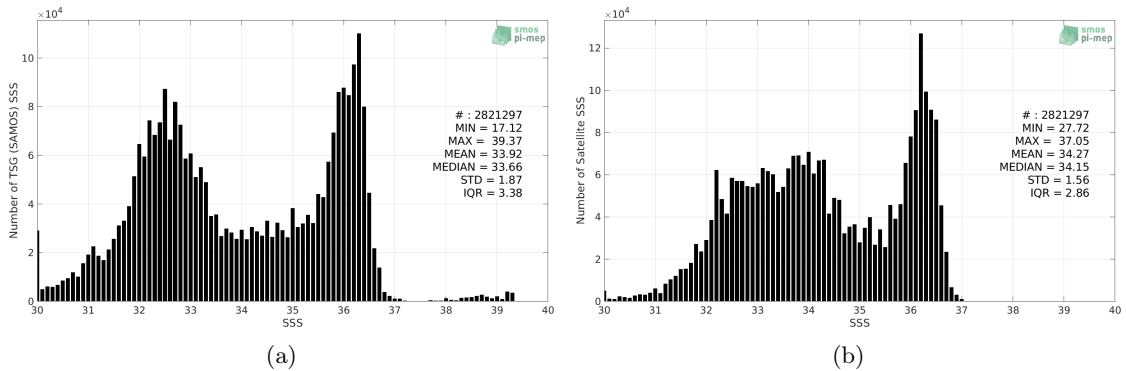 ×10⁴
smos
pi-mep
10
8
6
4
2
0
Number of TSG (SAMOS) SSS
# : 2821297
MIN = 17.12
MAX = 39.37
MEAN = 33.92
MEDIAN = 33.66
STD = 1.87
IQR = 3.38
30 31 32 33 34 35 36 37 38 39 40
SSS
(a)
×10⁴
smos
pi-mep
12
10
8
6
4
2
0
Number of Satellite SSS
# : 2821297
MIN = 27.72
MAX = 37.05
MEAN = 34.27
MEDIAN = 34.15
STD = 1.56
IQR = 2.86
30 31 32 33 34 35 36 37 38 39 40
SSS
(b)